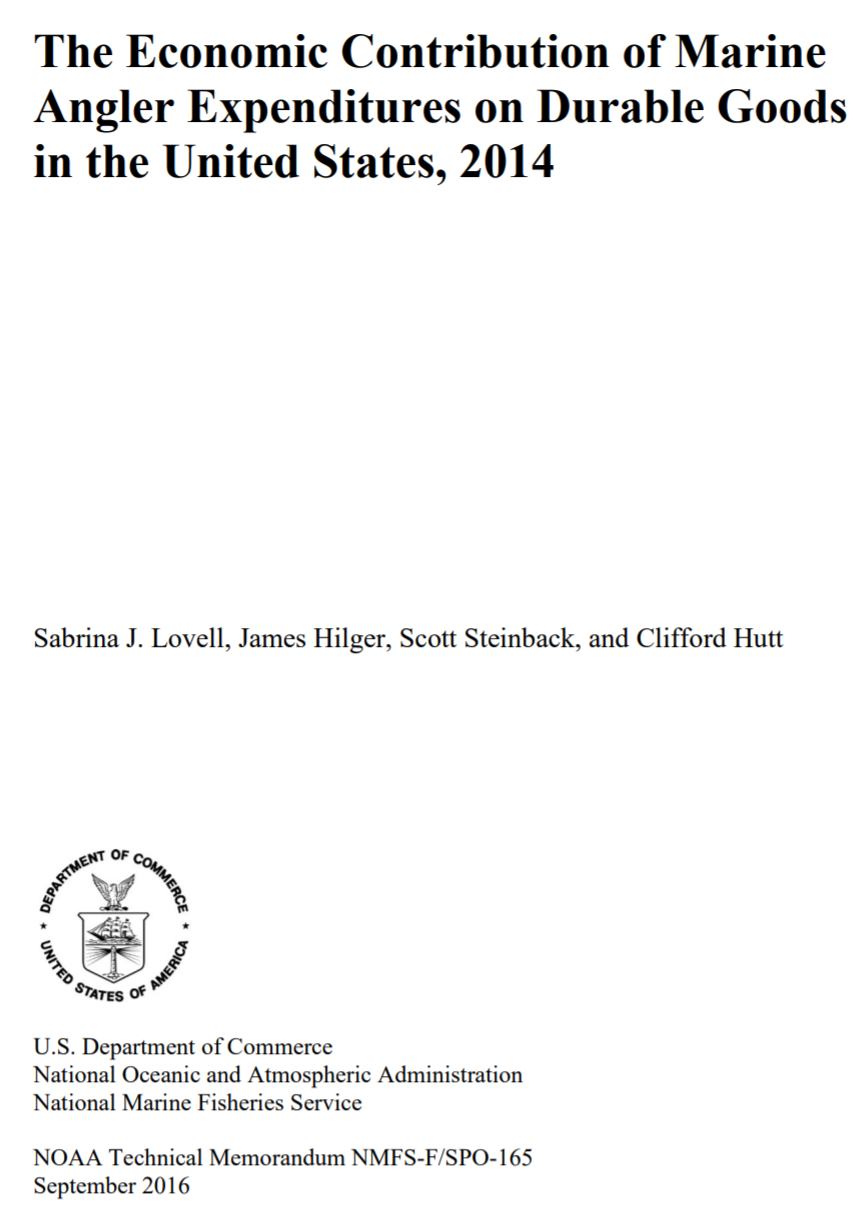 The Economic Contribution of Marine
Angler Expenditures on Durable Goods
in the United States, 2014
Sabrina J. Lovell, James Hilger, Scott Steinback, and Clifford Hutt
DEPARTMENT OF COMMERCE
UNITED STATES OF AMERICA
U.S. Department of Commerce
National Oceanic and Atmospheric Administration
National Marine Fisheries Service
NOAA Technical Memorandum NMFS-F/SPO-165
September 2016